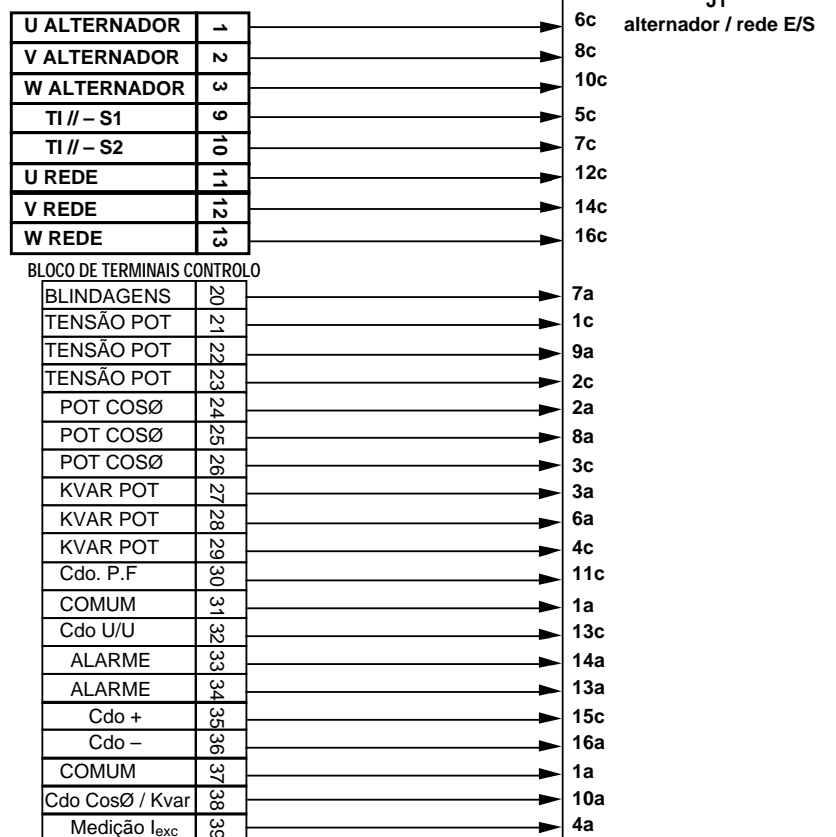 J1
U ALTERNADOR 1 6c alternador / rede E/S
V ALTERNADOR 2 8c
W ALTERNADOR 3 10c
TI // – S1 9 5c
TI // – S2 10 7c
U REDE 11 12c
V REDE 12 14c
W REDE 13 16c
BLOCO DE TERMINAIS CONTROLO
BLINDAGENS 20 7a
TENSÃO POT 21 1c
TENSÃO POT 22 9a
TENSÃO POT 23 2c
POT COSØ 24 2a
POT COSØ 25 8a
POT COSØ 26 3c
KVAR POT 27 3a
KVAR POT 28 6a
KVAR POT 29 4c
Cdo. P.F 30 11c
COMUM 31 1a
Cdo U/U 32 13c
ALARME 33 14a
ALARME 34 13a
Cdo + 35 15c
Cdo – 36 16a
COMUM 37 1a
Cdo CosØ / Kvar 38 10a
Medição Iexc 39 4a